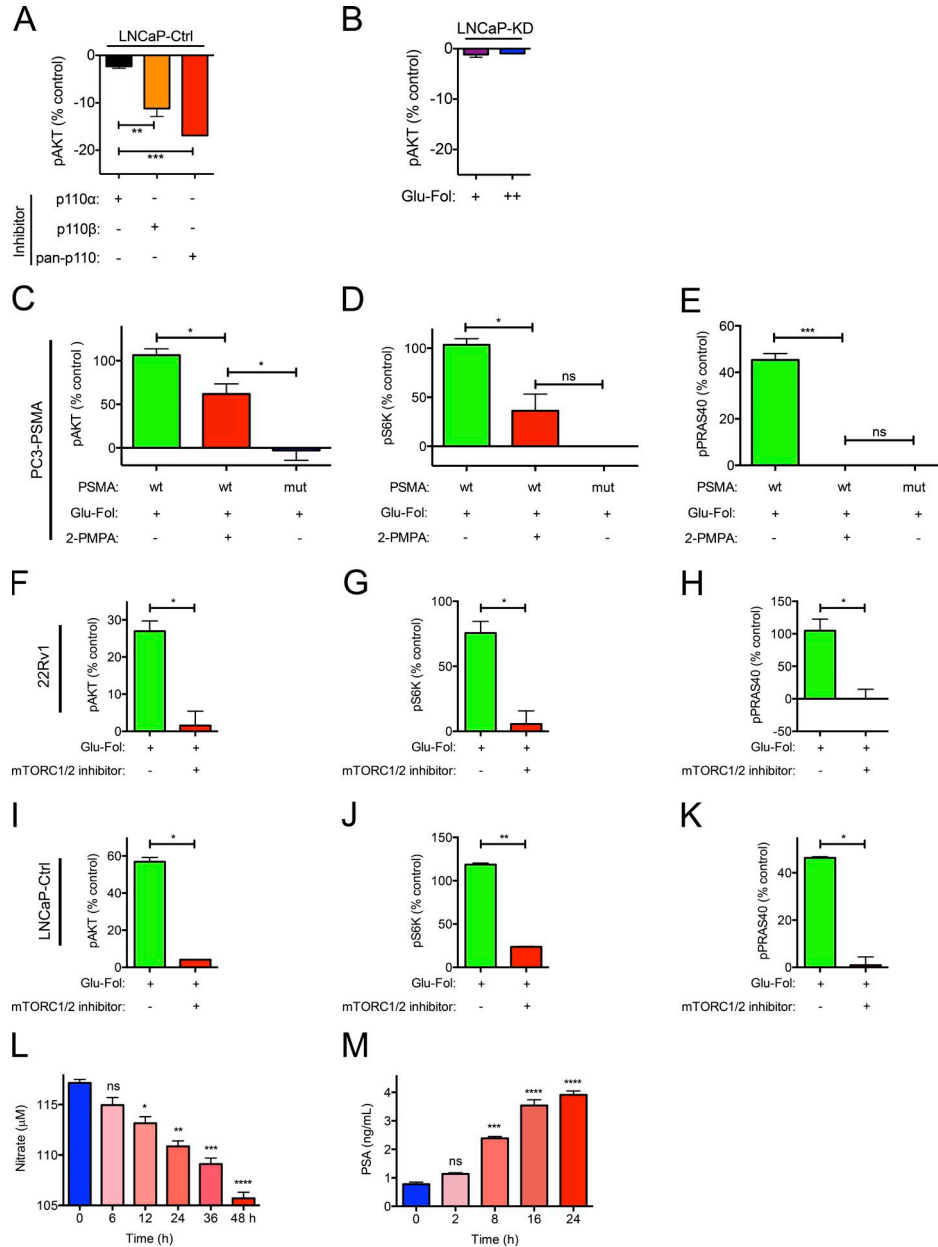 A
LNCaP-Ctrl
pAKT (% control)
0
-10
-20
**
***
Inhibitor
p110α: + - -
p110β: - + -
pan-p110: - - +
B
LNCaP-KD
pAKT (% control)
0
-10
-20
Glu-Fol: + ++
PC3-PSMA
C
pAKT (% control )
100
50
0
*
*
PSMA: wt wt mut
Glu-Fol: + + +
2-PMPA: - + -
D
pS6K (% control)
100
50
0
*
ns
PSMA: wt wt mut
Glu-Fol: + + +
2-PMPA: - + -
E
pPRAS40 (% control)
60
40
20
0
***
ns
PSMA: wt wt mut
Glu-Fol: + + +
2-PMPA: - + -
22Rv1
F
pAKT (% control)
30
20
10
0
*
Glu-Fol: + +
mTORC1/2 inhibitor: - +
G
pS6K (% control)
100
50
0
*
Glu-Fol: + +
mTORC1/2 inhibitor: - +
H
pPRAS40 (% control)
150
100
50
0
-50
*
Glu-Fol: + +
mTORC1/2 inhibitor: - +
LNCaP-Ctrl
I
pAKT (% control)
60
40
20
0
*
Glu-Fol: + +
mTORC1/2 inhibitor: - +
J
pS6K (% control)
150
100
50
0
**
Glu-Fol: + +
mTORC1/2 inhibitor: - +
K
pPRAS40 (% control)
40
20
0
*
Glu-Fol: + +
mTORC1/2 inhibitor: - +
L
Nitrate (μM)
115
110
105
ns
*
**
***
****
0 6 12 24 36 48 h
Time (h)
M
PSA (ng/mL)
4
3
2
1
0
ns
***
****
****
0 2 8 16 24
Time (h)